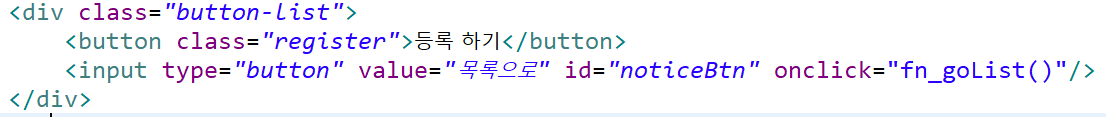 <div class="button-list">
    <button class="register">등록 하기</button>
    <input type="button" value="목록으로" id="noticeBtn" onclick="fn_goList()"/>
</div>